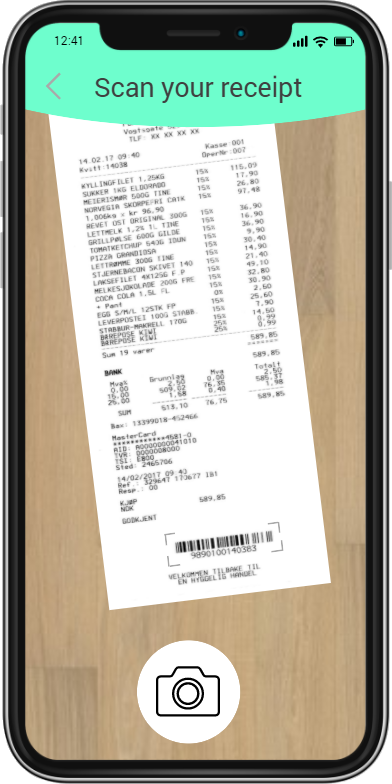 12:41
Scan your receipt
TLF: XX XX XX XX
14.02.17 09:40 Kasse:001
Kvitt:14038 OperNr:007
KYLLINGFILET 1,25KG 15% 115,09
SUKKER 1KG ELDORADO 15% 17,90
MEIERISMØR 500G TINE 15% 26,80
NORVEGIA SKORPEFRI CA1K 15% 97,48
1,006kg × kr 96,90
REVET OST ORIGINAL 300G 15% 36,90
LETTMELK 1,2% 1L TINE 15% 16,90
GRILLPØLSE 600G GILDE 15% 36,90
TOMATKETCHUP 543G IDUN 15% 9,90
PIZZA GRANDIOSA 15% 30,40
LETTRØMME 300G TINE 15% 14,90
STJERNEBACON SKIVET 140 15% 21,40
LAKSEFILET 4X125G F.P 15% 49,10
MELKESJOKOLADE 200G FRE 15% 32,80
COCA COLA 1,5L FL 15% 30,90
+ Pant 0% 2,50
EGG S/M/L 12STK FP 15% 25,60
LEVERPOSTEI 100G STABB. 15% 7,90
STABBUR-MAKRELL 170G 15% 14,50
BÆREPOSE KIWI 25% 0,99
BÆREPOSE KIWI 25% 0,99
Sum 19 varer 589,85
BANK 589,85
Mva% Grunnlag Mva Totalt
0.00 2,50 0.00 2.50
15.00 509.02 76.35 585.37
25.00 1.58 0.40 1.98
SUM 513.10 76.75 589.85
Bax: 13399018-452466
MasterCard
************4581-0
AID: A0000000041010
TVR: 0000008000
TSI: E800
Sted: 2465706
14/02/2017 09:40
Ref.: 329647 173677 IB1
Resp.: 00
KJØP
NOK 589,85
GODKJENT
9890100140383
VELKOMMEN TILBAKE TIL
EN HYGGELIG HANDEL